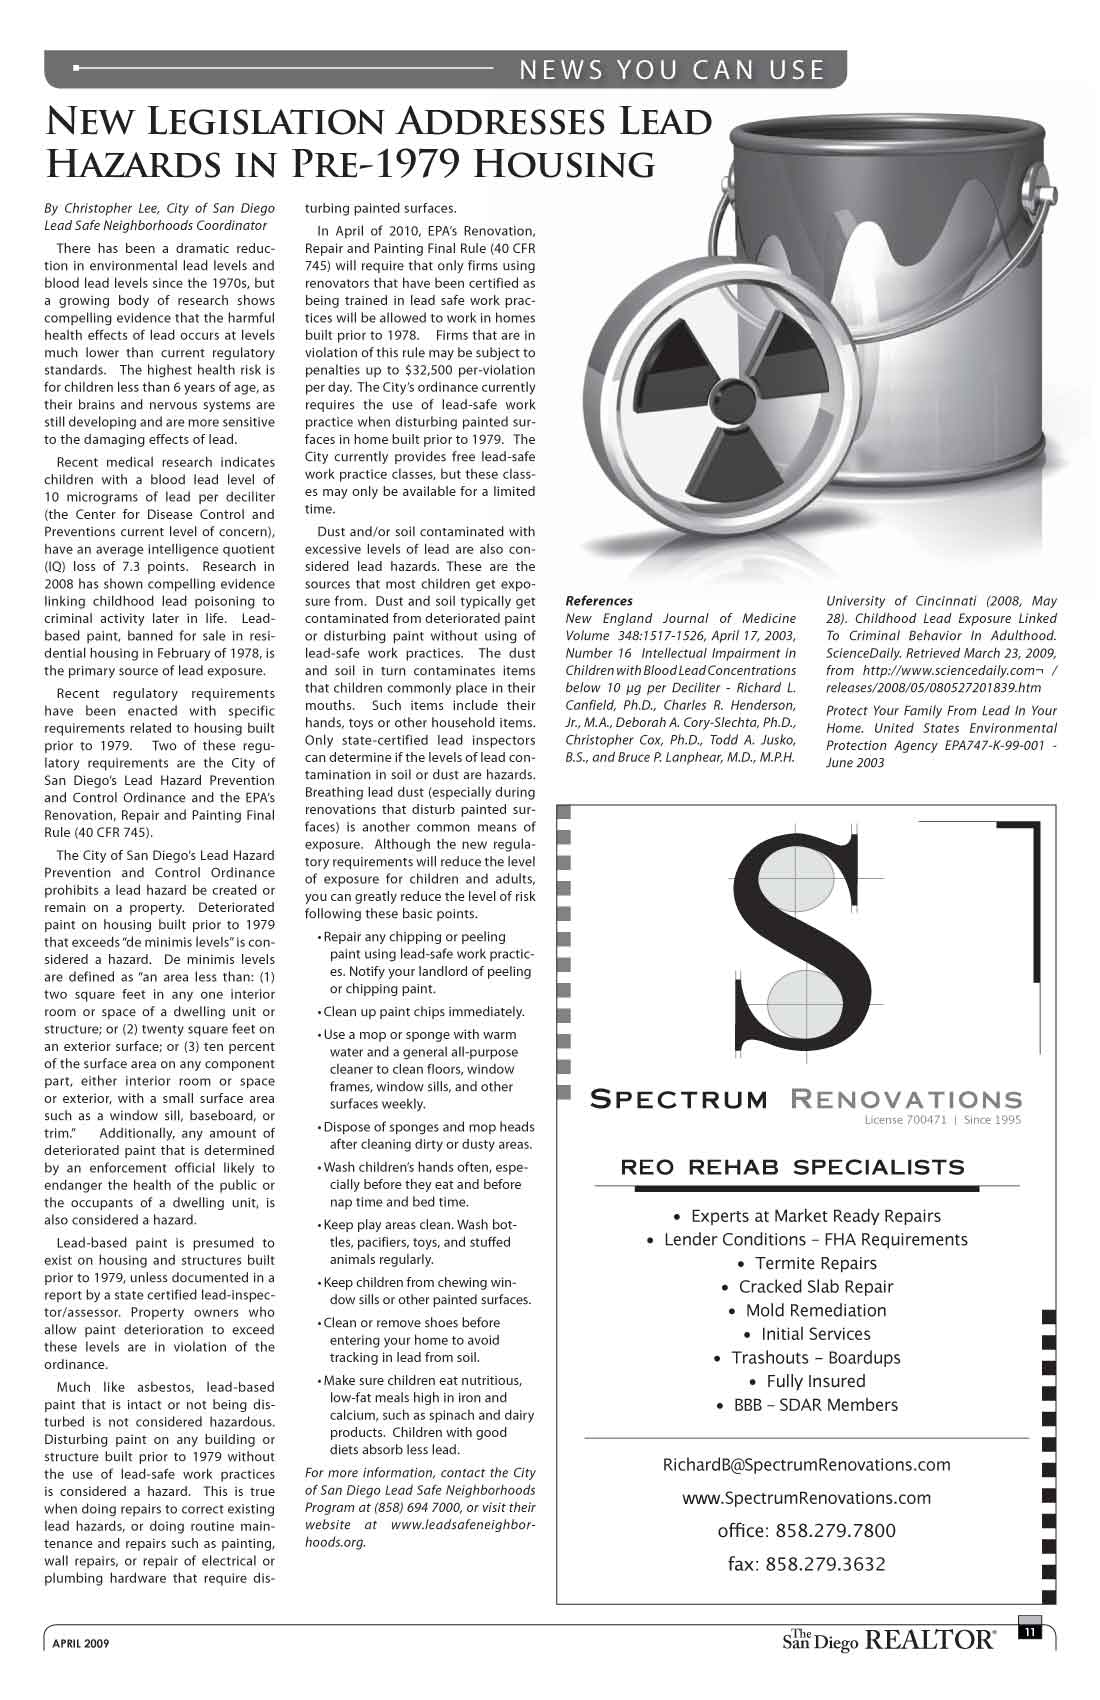 NEWS YOU CAN USE
NEW LEGISLATION ADDRESSES LEAD
HAZARDS IN PRE-1979 HOUSING
By Christopher Lee, City of San Diego
Lead Safe Neighborhoods Coordinator
There has been a dramatic reduc-
tion in environmental lead levels and
blood lead levels since the 1970s, but
a growing body of research shows
compelling evidence that the harmful
health effects of lead occurs at levels
much lower than current regulatory
standards. The highest health risk is
for children less than 6 years of age, as
their brains and nervous systems are
still developing and are more sensitive
to the damaging effects of lead.
Recent medical research indicates
children with a blood lead level of
10 micrograms of lead per deciliter
(the Center for Disease Control and
Preventions current level of concern),
have an average intelligence quotient
(IQ) loss of 7.3 points. Research in
2008 has shown compelling evidence
linking childhood lead poisoning to
criminal activity later in life. Lead-
based paint, banned for sale in resi-
dential housing in February of 1978, is
the primary source of lead exposure.
Recent regulatory requirements
have been enacted with specific
requirements related to housing built
prior to 1979. Two of these regu-
latory requirements are the City of
San Diego's Lead Hazard Prevention
and Control Ordinance and the EPA's
Renovation, Repair and Painting Final
Rule (40 CFR 745).
The City of San Diego's Lead Hazard
Prevention and Control Ordinance
prohibits a lead hazard be created or
remain on a property. Deteriorated
paint on housing built prior to 1979
that exceeds "de minimis levels" is con-
sidered a hazard. De minimis levels
are defined as "an area less than: (1)
two square feet in any one interior
room or space of a dwelling unit or
structure; or (2) twenty square feet on
an exterior surface; or (3) ten percent
of the surface area on any component
part, either interior room or space
or exterior, with a small surface area
such as a window sill, baseboard, or
trim." Additionally, any amount of
deteriorated paint that is determined
by an enforcement official likely to
endanger the health of the public or
the occupants of a dwelling unit, is
also considered a hazard.
Lead-based paint is presumed to
exist on housing and structures built
prior to 1979, unless documented in a
report by a state certified lead-inspec-
tor/assessor. Property owners who
allow paint deterioration to exceed
these levels are in violation of the
ordinance.
Much like asbestos, lead-based
paint that is intact or not being dis-
turbed is not considered hazardous.
Disturbing paint on any building or
structure built prior to 1979 without
the use of lead-safe work practices
is considered a hazard. This is true
when doing repairs to correct existing
lead hazards, or doing routine main-
tenance and repairs such as painting,
wall repairs, or repair of electrical or
plumbing hardware that require dis-
turbing painted surfaces.
In April of 2010, EPA's Renovation,
Repair and Painting Final Rule (40 CFR
745) will require that only firms using
renovators that have been certified as
being trained in lead safe work prac-
tices will be allowed to work in homes
built prior to 1978. Firms that are in
violation of this rule may be subject to
penalties up to $32,500 per-violation
per day. The City's ordinance currently
requires the use of lead-safe work
practice when disturbing painted sur-
faces in home built prior to 1979. The
City currently provides free lead-safe
work practice classes, but these class-
es may only be available for a limited
time.
Dust and/or soil contaminated with
excessive levels of lead are also con-
sidered lead hazards. These are the
sources that most children get expo-
sure from. Dust and soil typically get
contaminated from deteriorated paint
or disturbing paint without using of
lead-safe work practices. The dust
and soil in turn contaminates items
that children commonly place in their
mouths. Such items include their
hands, toys or other household items.
Only state-certified lead inspectors
can determine if the levels of lead con-
tamination in soil or dust are hazards.
Breathing lead dust (especially during
renovations that disturb painted sur-
faces) is another common means of
exposure. Although the new regula-
tory requirements will reduce the level
of exposure for children and adults,
you can greatly reduce the level of risk
following these basic points.
• Repair any chipping or peeling
paint using lead-safe work practic-
es. Notify your landlord of peeling
or chipping paint.
• Clean up paint chips immediately.
• Use a mop or sponge with warm
water and a general all-purpose
cleaner to clean floors, window
frames, window sills, and other
surfaces weekly.
• Dispose of sponges and mop heads
after cleaning dirty or dusty areas.
• Wash children's hands often, espe-
cially before they eat and before
nap time and bed time.
• Keep play areas clean. Wash bot-
tles, pacifiers, toys, and stuffed
animals regularly.
• Keep children from chewing win-
dow sills or other painted surfaces.
• Clean or remove shoes before
entering your home to avoid
tracking in lead from soil.
• Make sure children eat nutritious,
low-fat meals high in iron and
calcium, such as spinach and dairy
products. Children with good
diets absorb less lead.
For more information, contact the City
of San Diego Lead Safe Neighborhoods
Program at (858) 694 7000, or visit their
website at www.leadsafeneighbor-
hoods.org.
References
New England Journal of Medicine
Volume 348:1517-1526, April 17, 2003,
Number 16 Intellectual Impairment in
Children with Blood Lead Concentrations
below 10 μg per Deciliter - Richard L.
Canfield, Ph.D., Charles R. Henderson,
Jr., M.A., Deborah A. Cory-Slechta, Ph.D.,
Christopher Cox, Ph.D., Todd A. Jusko,
B.S., and Bruce P. Lanphear, M.D., M.P.H.
University of Cincinnati (2008, May
28). Childhood Lead Exposure Linked
To Criminal Behavior In Adulthood.
ScienceDaily. Retrieved March 23, 2009,
from http://www.sciencedaily.com¬ /
releases/2008/05/080527201839.htm
Protect Your Family From Lead In Your
Home. United States Environmental
Protection Agency EPA747-K-99-001 -
June 2003
S
SPECTRUM RENOVATIONS
License 700471 | Since 1995
REO REHAB SPECIALISTS
• Experts at Market Ready Repairs
• Lender Conditions – FHA Requirements
• Termite Repairs
• Cracked Slab Repair
• Mold Remediation
• Initial Services
• Trashouts – Boardups
• Fully Insured
• BBB – SDAR Members
RichardB@SpectrumRenovations.com
www.SpectrumRenovations.com
office: 858.279.7800
fax: 858.279.3632
APRIL 2009
The San Diego REALTOR®
11